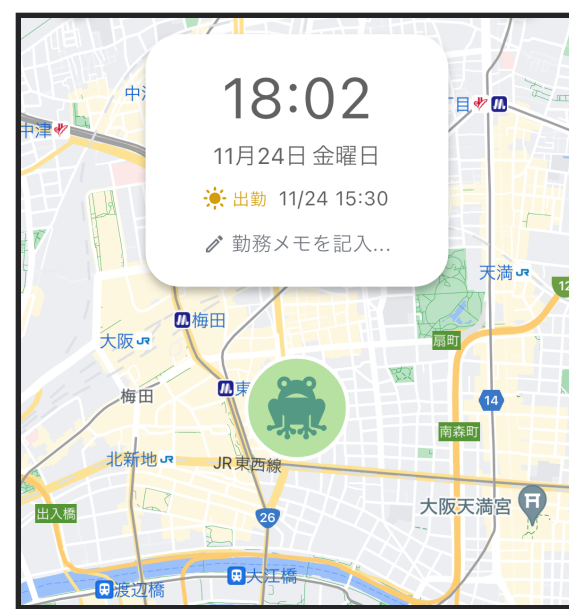 18:02
11月24日 金曜日
出勤 11/24 15:30
勤務メモを記入...
中津
天満 JR
12
梅田
大阪 JR
扇町
梅田
東
14
南森町
北新地 JR
JR東西線
大阪天満宮
出入橋
26
大江橋
渡辺橋